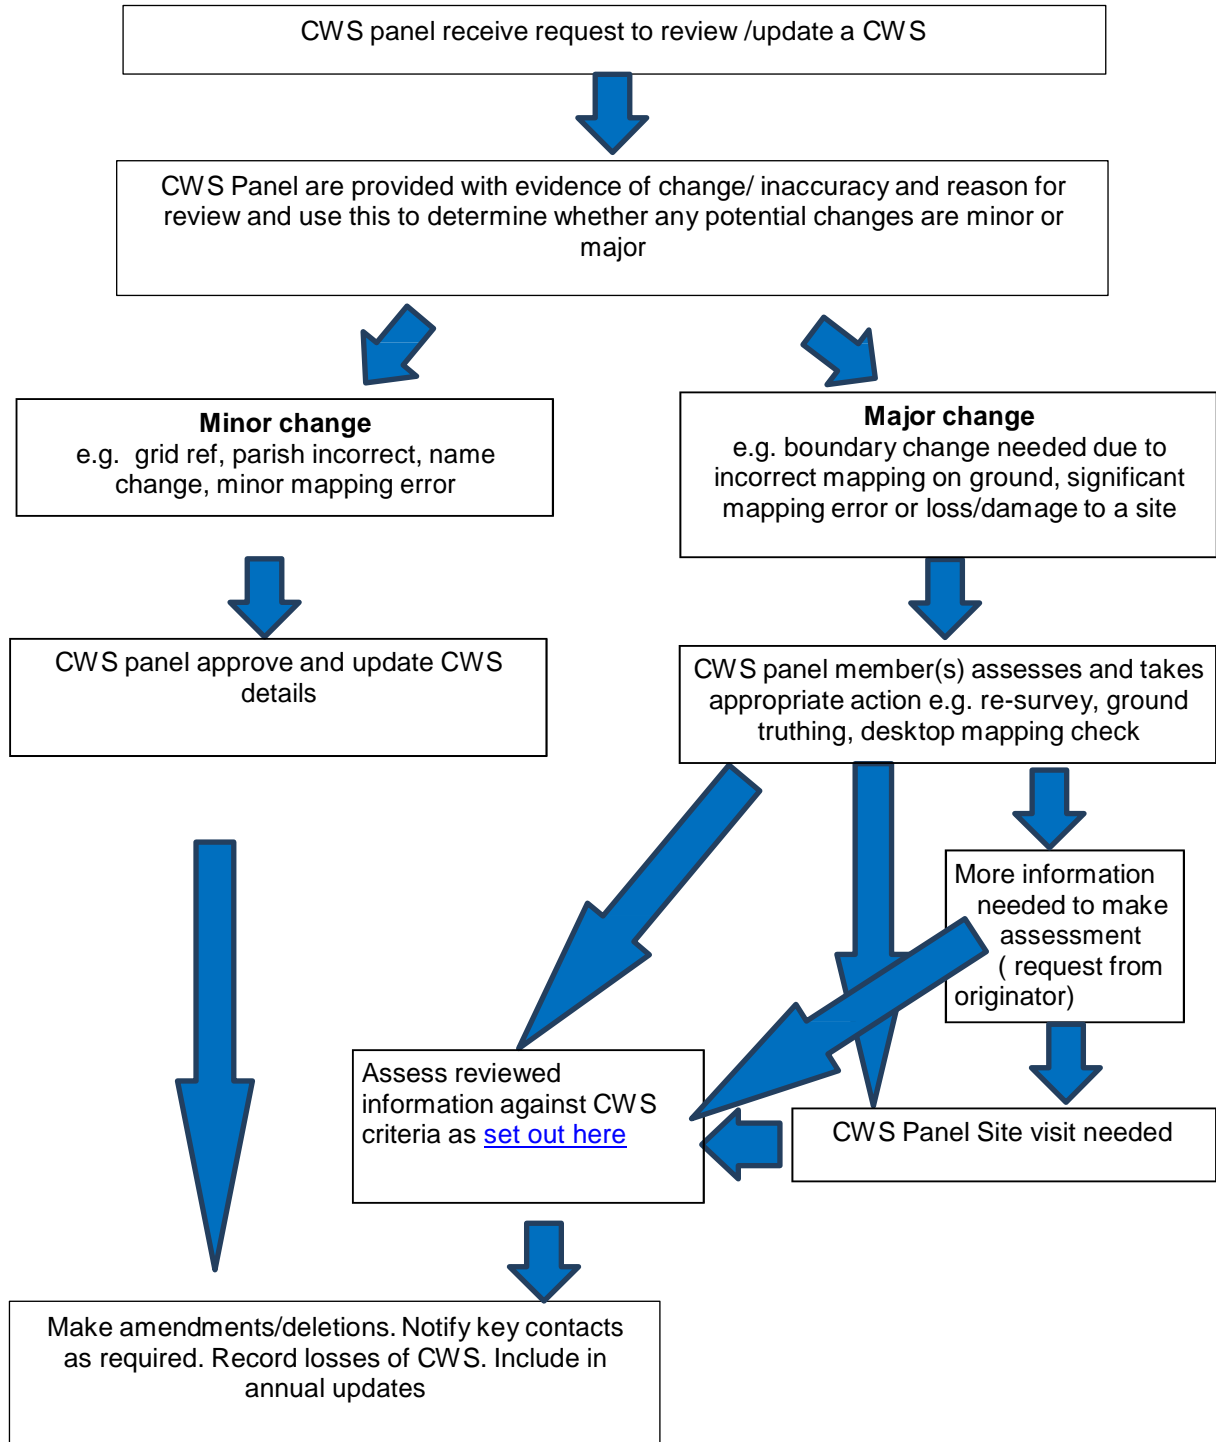 CWS panel receive request to review /update a CWS
CWS Panel are provided with evidence of change/ inaccuracy and reason for
review and use this to determine whether any potential changes are minor or
major
Minor change
e.g. grid ref, parish incorrect, name
change, minor mapping error
Major change
e.g. boundary change needed due to
incorrect mapping on ground, significant
mapping error or loss/damage to a site
CWS panel approve and update CWS
details
CWS panel member(s) assesses and takes
appropriate action e.g. re-survey, ground
truthing, desktop mapping check
More information
needed to make
assessment
( request from
originator)
Assess reviewed
information against CWS
criteria as set out here
CWS Panel Site visit needed
Make amendments/deletions. Notify key contacts
as required. Record losses of CWS. Include in
annual updates